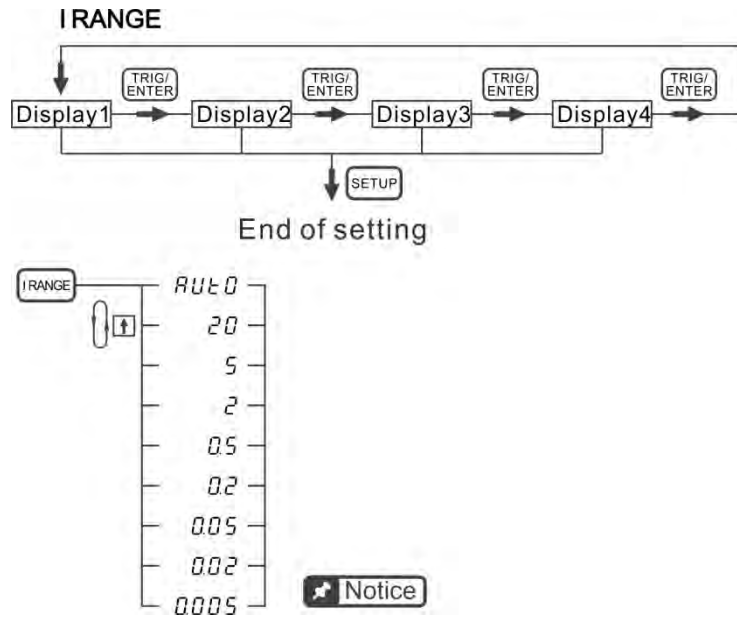 I RANGE
TRIG/ TRIG/ TRIG/ TRIG/
ENTER ENTER ENTER ENTER
Display1 Display2 Display3 Display4
SETUP
End of setting
I RANGE AUtO
20
5
2
0.5
0.2
0.05
0.02
0.005
Notice